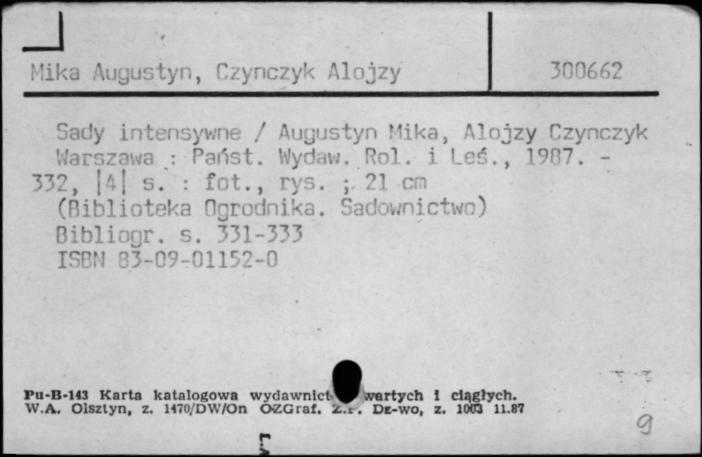 Mika Augustyn, Czynczyk Alojzy 300662
Sady intensywne / Augustyn Mika, Alojzy Czynczyk
Warszawa : Państ. Wydaw. Rol. i Leś., 1987. -
332, |4| s. : fot., rys. ; 21 cm
(Biblioteka Ogrodnika. Sadownictwo)
Bibliogr. s. 331-333
ISBN 83-09-01152-0
Pu-B-143 Karta katalogowa wydawnict wartych i ciągłych.
W.A. Olsztyn, z. 1470/DW/On OZGraf. Z.P. Dz-wo, z. 1003 11.87
9